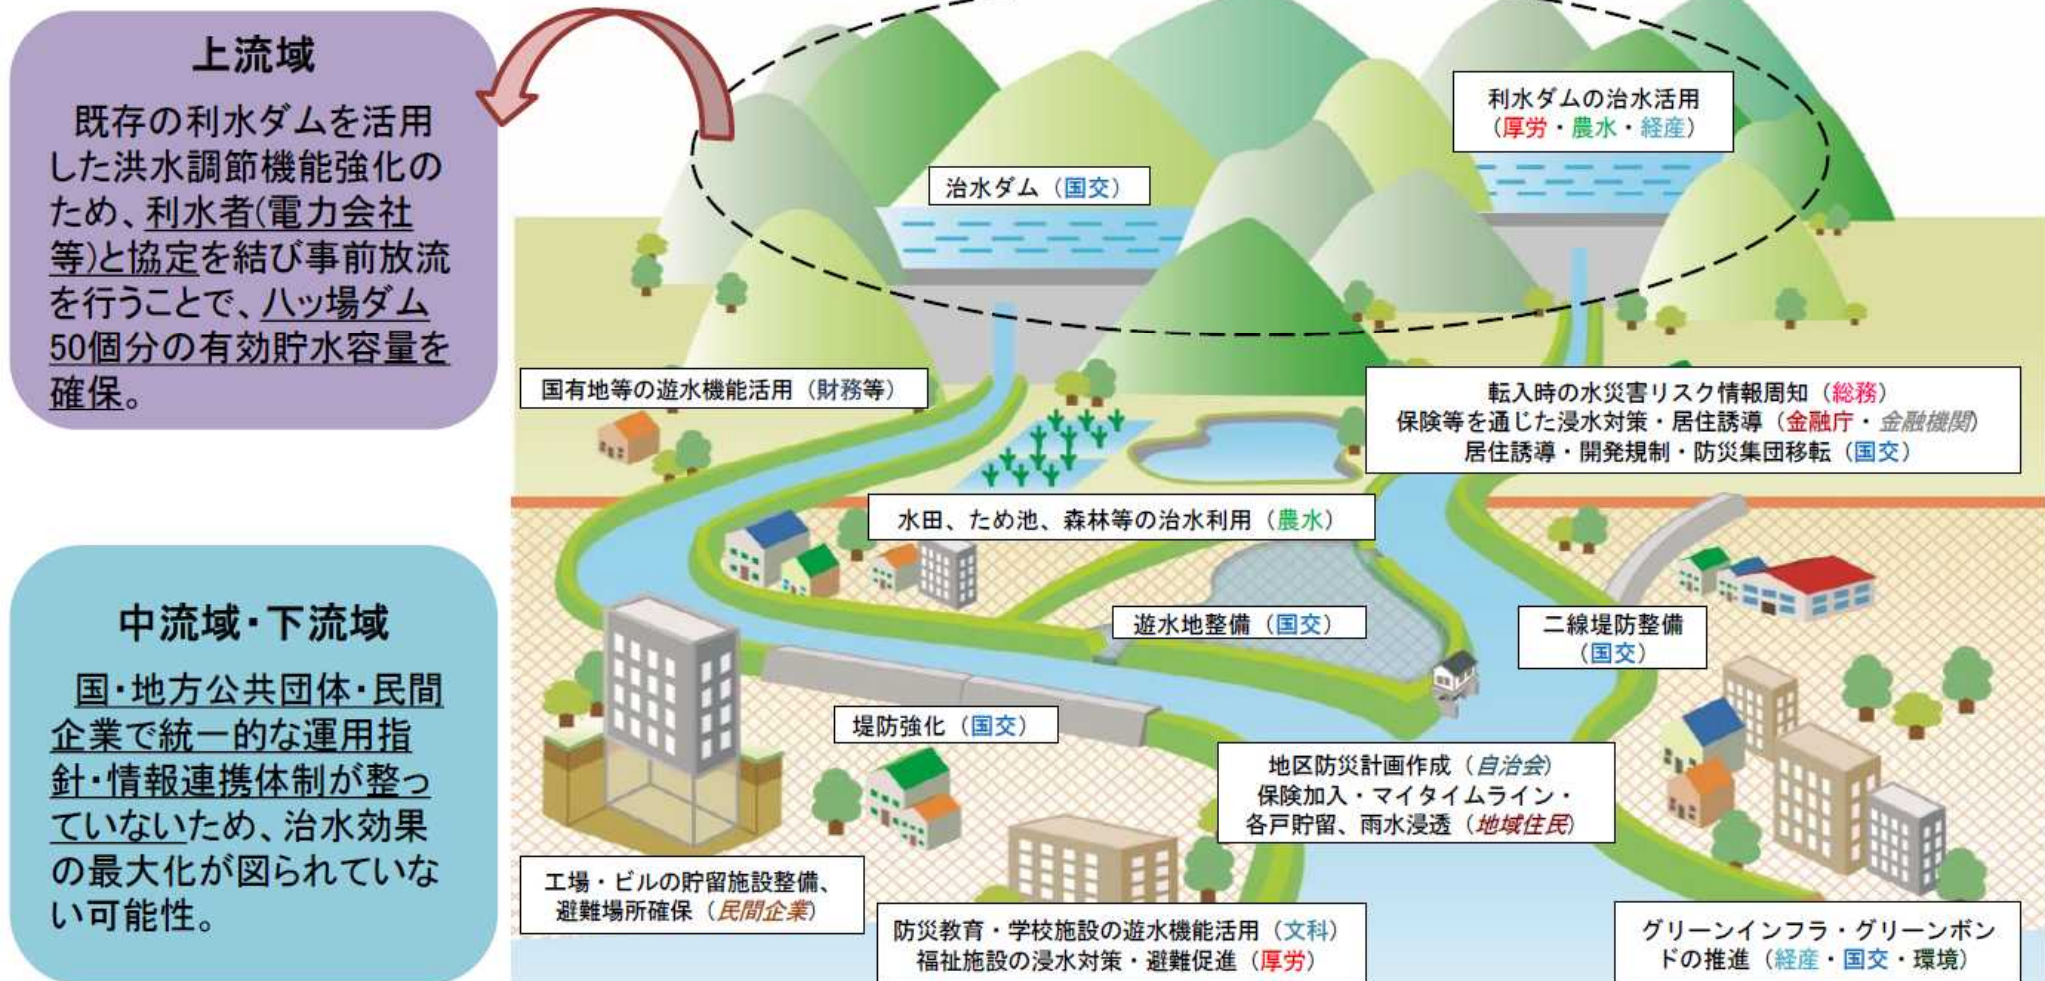 上流域
既存の利水ダムを活用
した洪水調節機能強化の
ため、利水者(電力会社
等)と協定を結び事前放流
を行うことで、八ッ場ダム
50個分の有効貯水容量を
確保。
中流域・下流域
国・地方公共団体・民間
企業で統一的な運用指
針・情報連携体制が整っ
ていないため、治水効果
の最大化が図られていな
い可能性。
利水ダムの治水活用
（厚労・農水・経産）
治水ダム（国交）
国有地等の遊水機能活用（財務等）
転入時の水災害リスク情報周知（総務）
保険等を通じた浸水対策・居住誘導（金融庁・金融機関）
居住誘導・開発規制・防災集団移転（国交）
水田、ため池、森林等の治水利用（農水）
遊水地整備（国交）
二線堤防整備
（国交）
堤防強化（国交）
地区防災計画作成（自治会）
保険加入・マイタイムライン・
各戸貯留、雨水浸透（地域住民）
工場・ビルの貯留施設整備、
避難場所確保（民間企業）
防災教育・学校施設の遊水機能活用（文科）
福祉施設の浸水対策・避難促進（厚労）
グリーンインフラ・グリーンボン
ドの推進（経産・国交・環境）